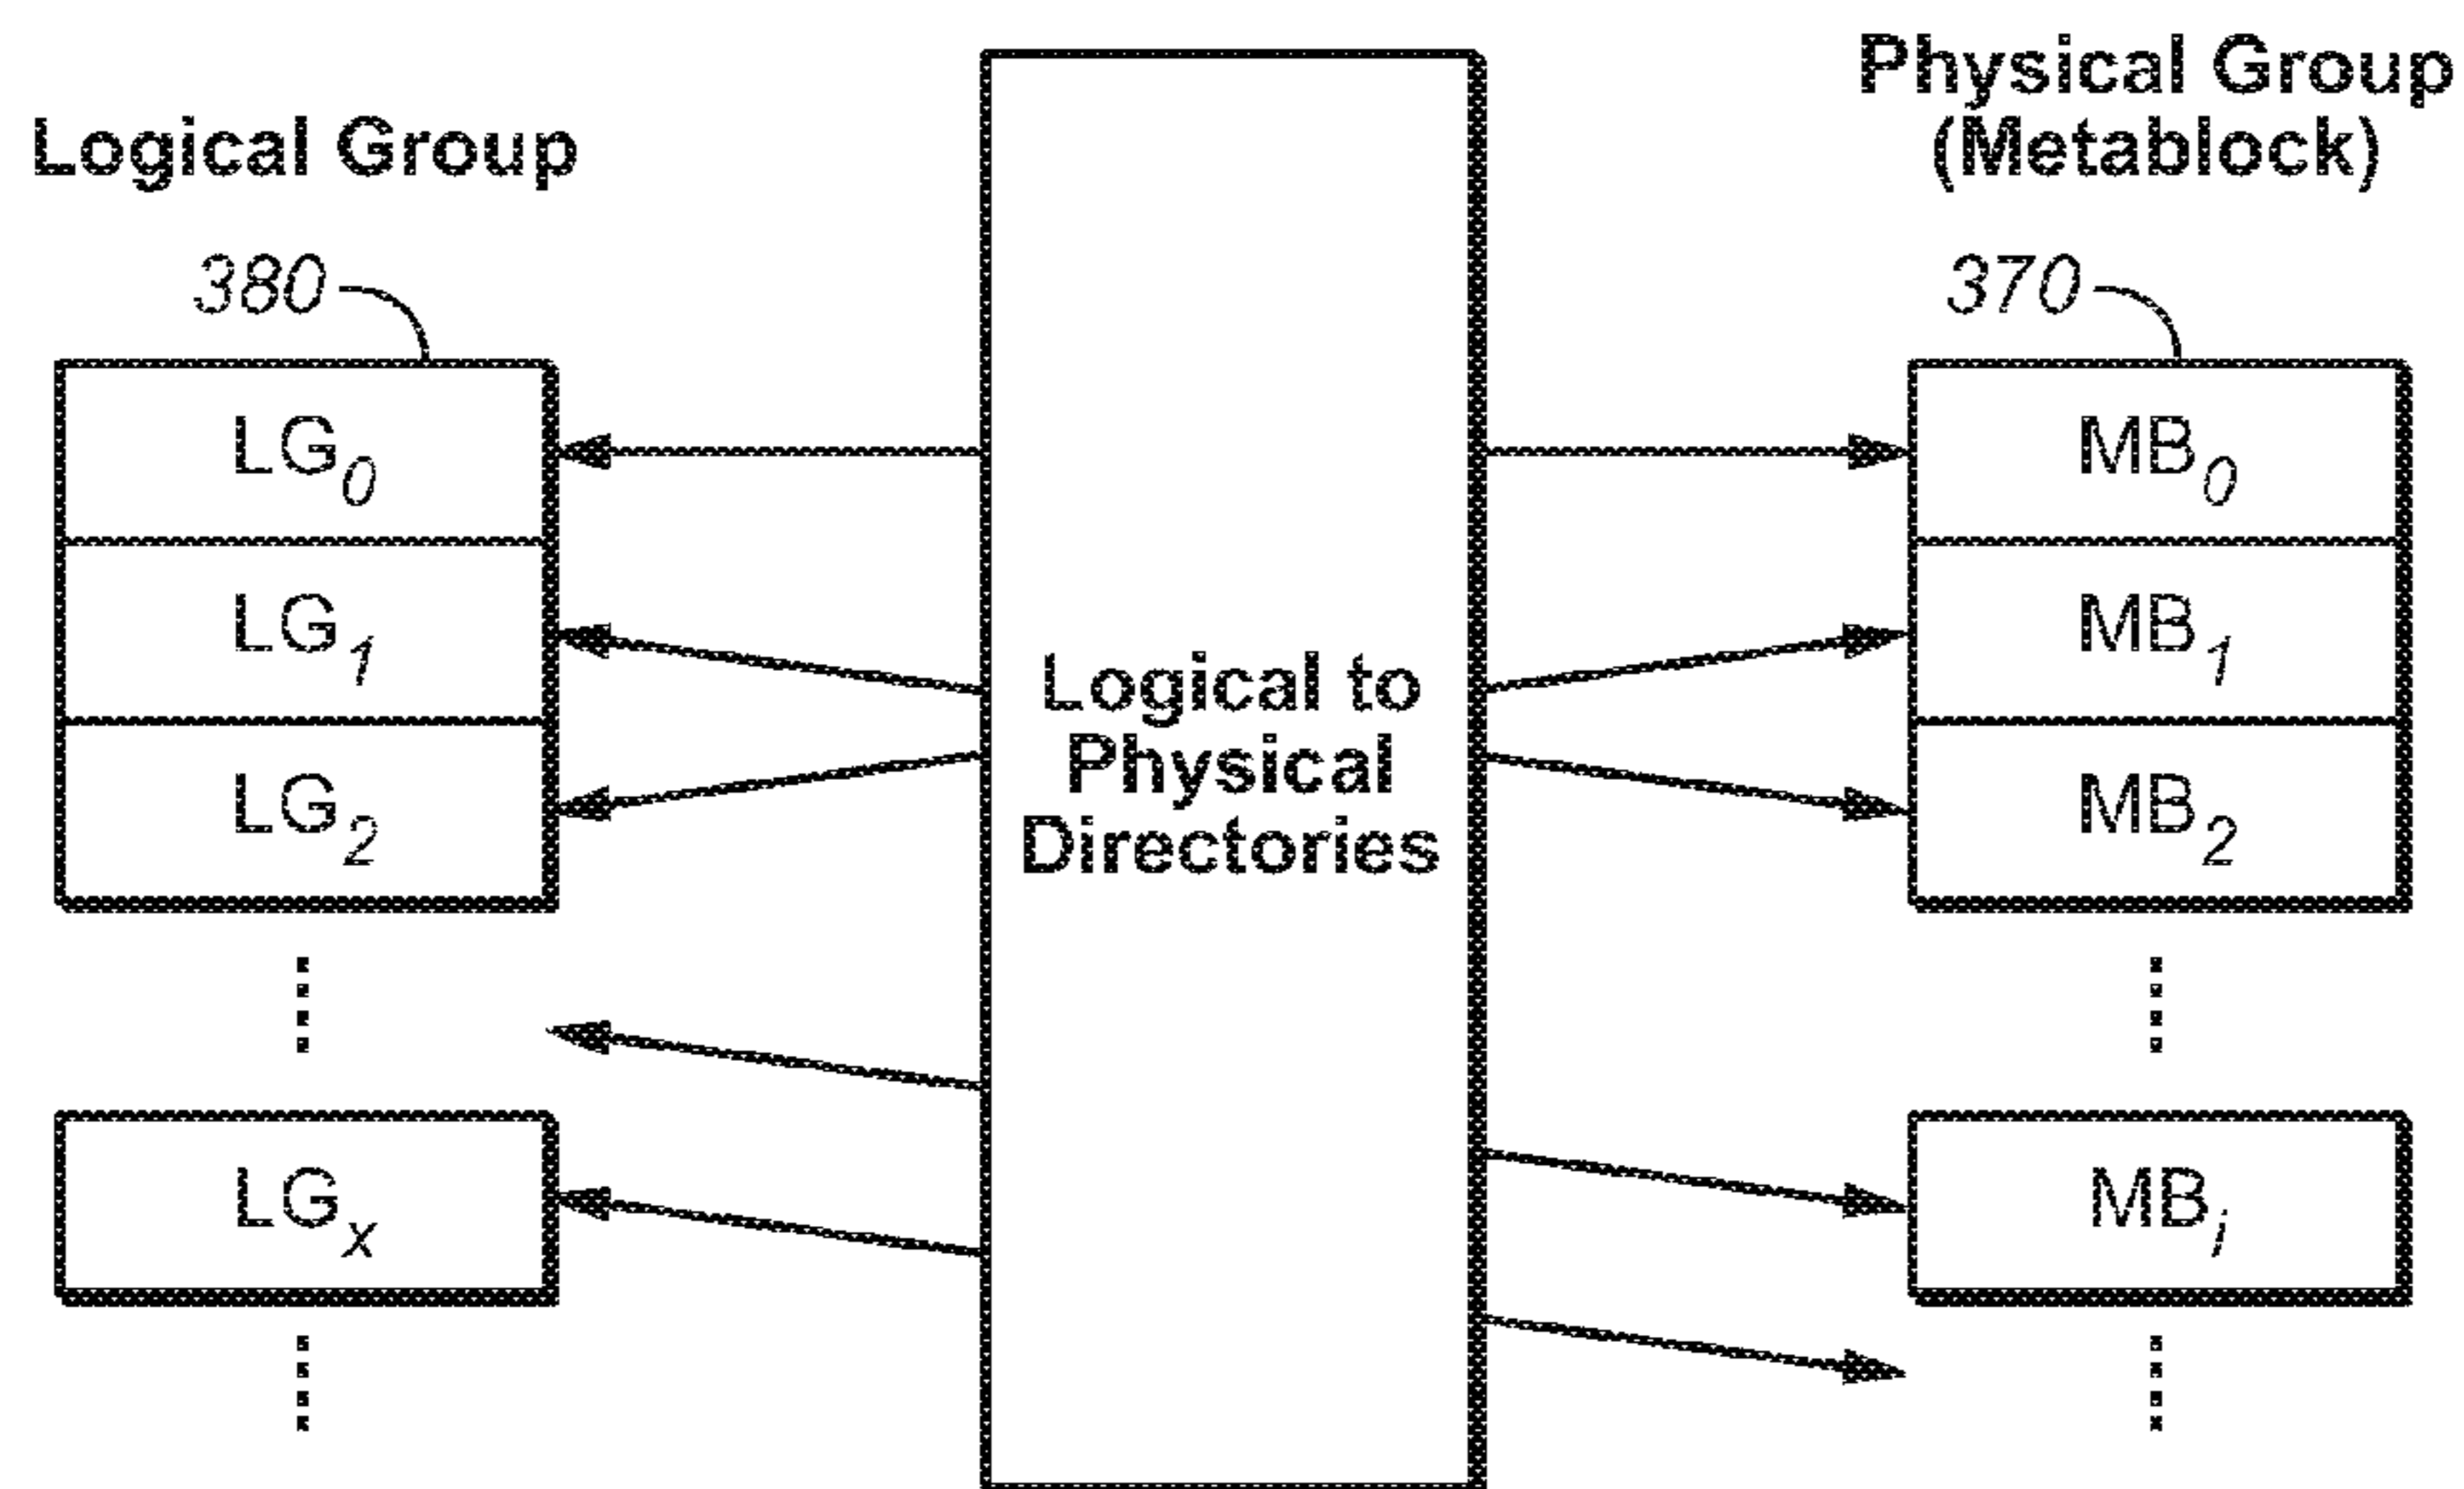 Logical Group
380
LG0
LG1
LG2
LGx
Logical to
Physical
Directories
Physical Group
(Metablock)
370
MB0
MB1
MB2
MBi